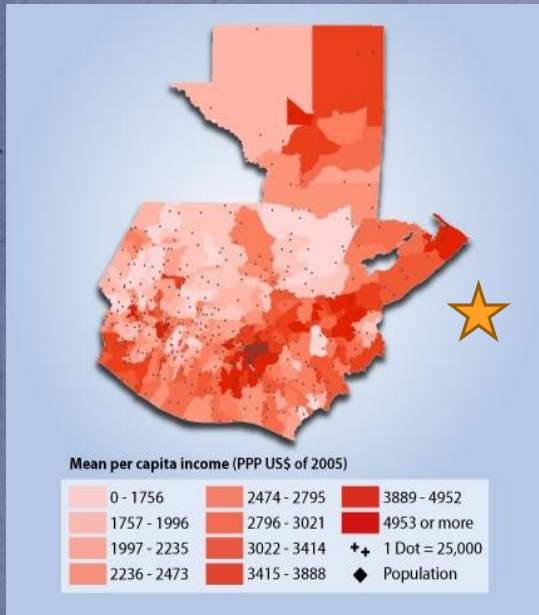 Mean per capita income (PPP US$ of 2005)
0 - 1756
1757 - 1996
1997 - 2235
2236 - 2473
2474 - 2795
2796 - 3021
3022 - 3414
3415 - 3888
3889 - 4952
4953 or more
1 Dot = 25,000
Population